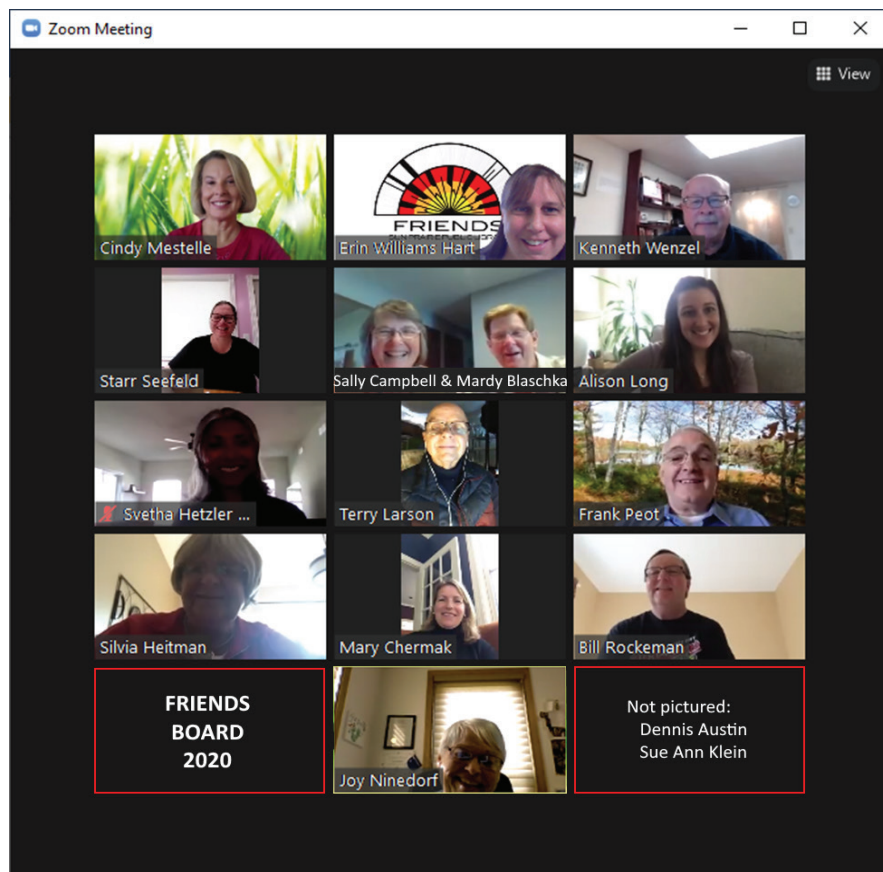 Zoom Meeting
View
FRIENDS
Cindy Mestelle
Erin Williams Hart
Kenneth Wenzel
Starr Seefeld
Sally Campbell & Mardy Blaschka
Alison Long
Svetha Hetzler ...
Terry Larson
Frank Peot
Silvia Heitman
Mary Chermak
Bill Rockeman
FRIENDS
BOARD
2020
Joy Ninedorf
Not pictured:
Dennis Austin
Sue Ann Klein